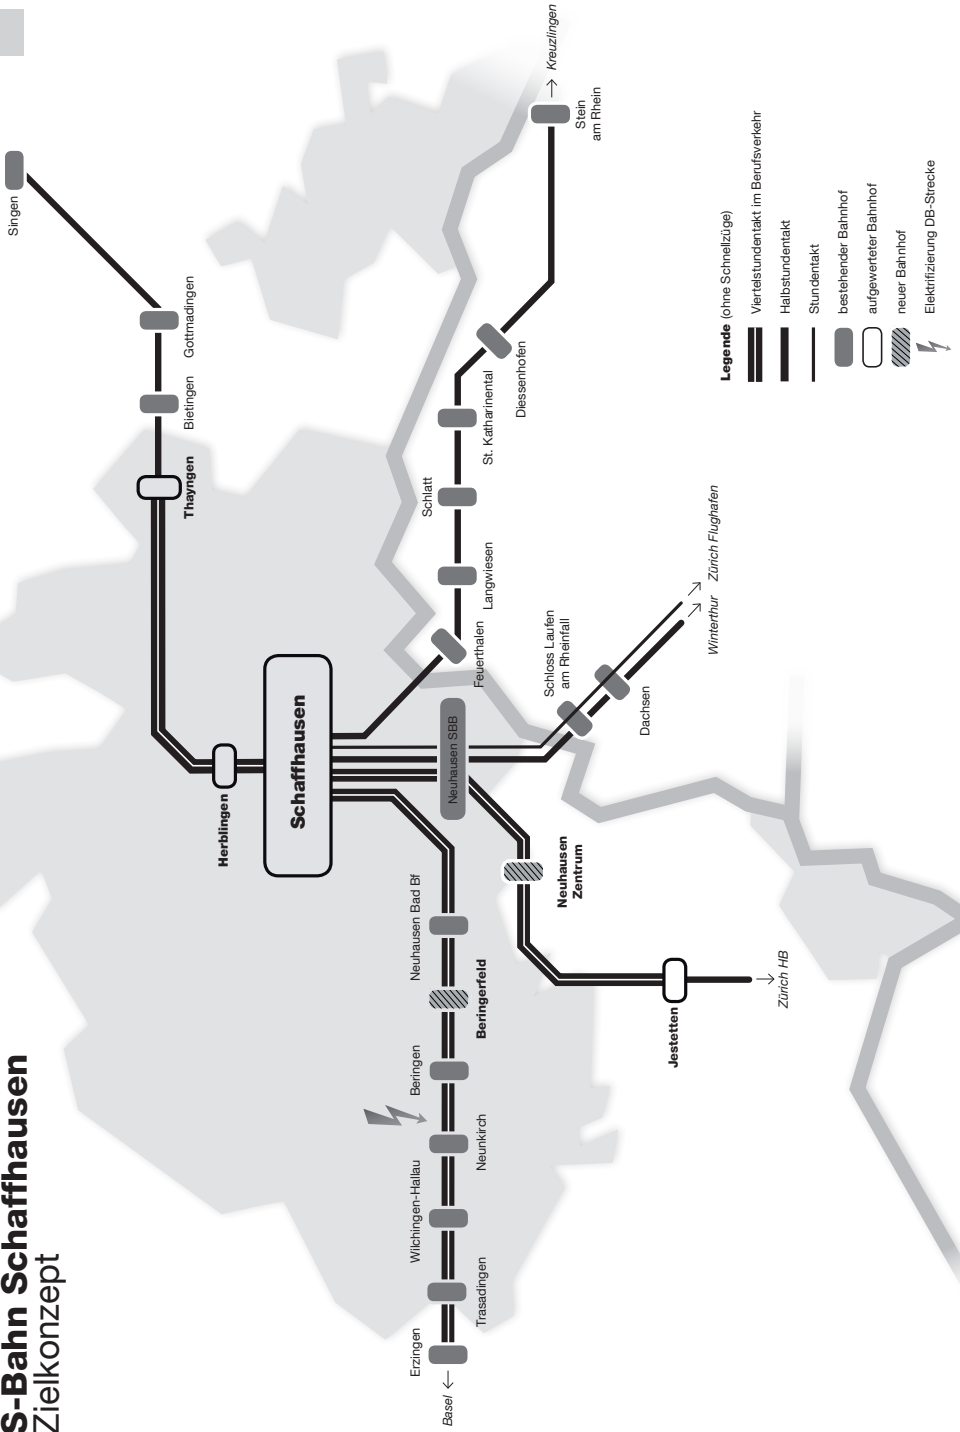 S-Bahn Schaffhausen
Zielkonzept
Basel
Erzingen
Trasadingen
Wilchingen-Hallau
Neunkirch
Beringen
Beringerfeld
Neuhausen Bad Bf
Herblingen
Schaffhausen
Thayngen
Bietingen
Gottmadingen
Singen
Neuhausen SBB
Feuerthalen
Langwiesen
Schlatt
St. Katharinental
Diessenhofen
Stein
am Rhein
Kreuzlingen
Schloss Laufen
am Rheinfall
Dachsen
Winterthur
Zürich Flughafen
Neuhausen
Zentrum
Jestetten
Zürich HB
Legende (ohne Schnellzüge)
Viertelstundentakt im Berufsverkehr
Halbstundentakt
Stundentakt
bestehender Bahnhof
aufgewerteter Bahnhof
neuer Bahnhof
Elektrifizierung DB-Strecke